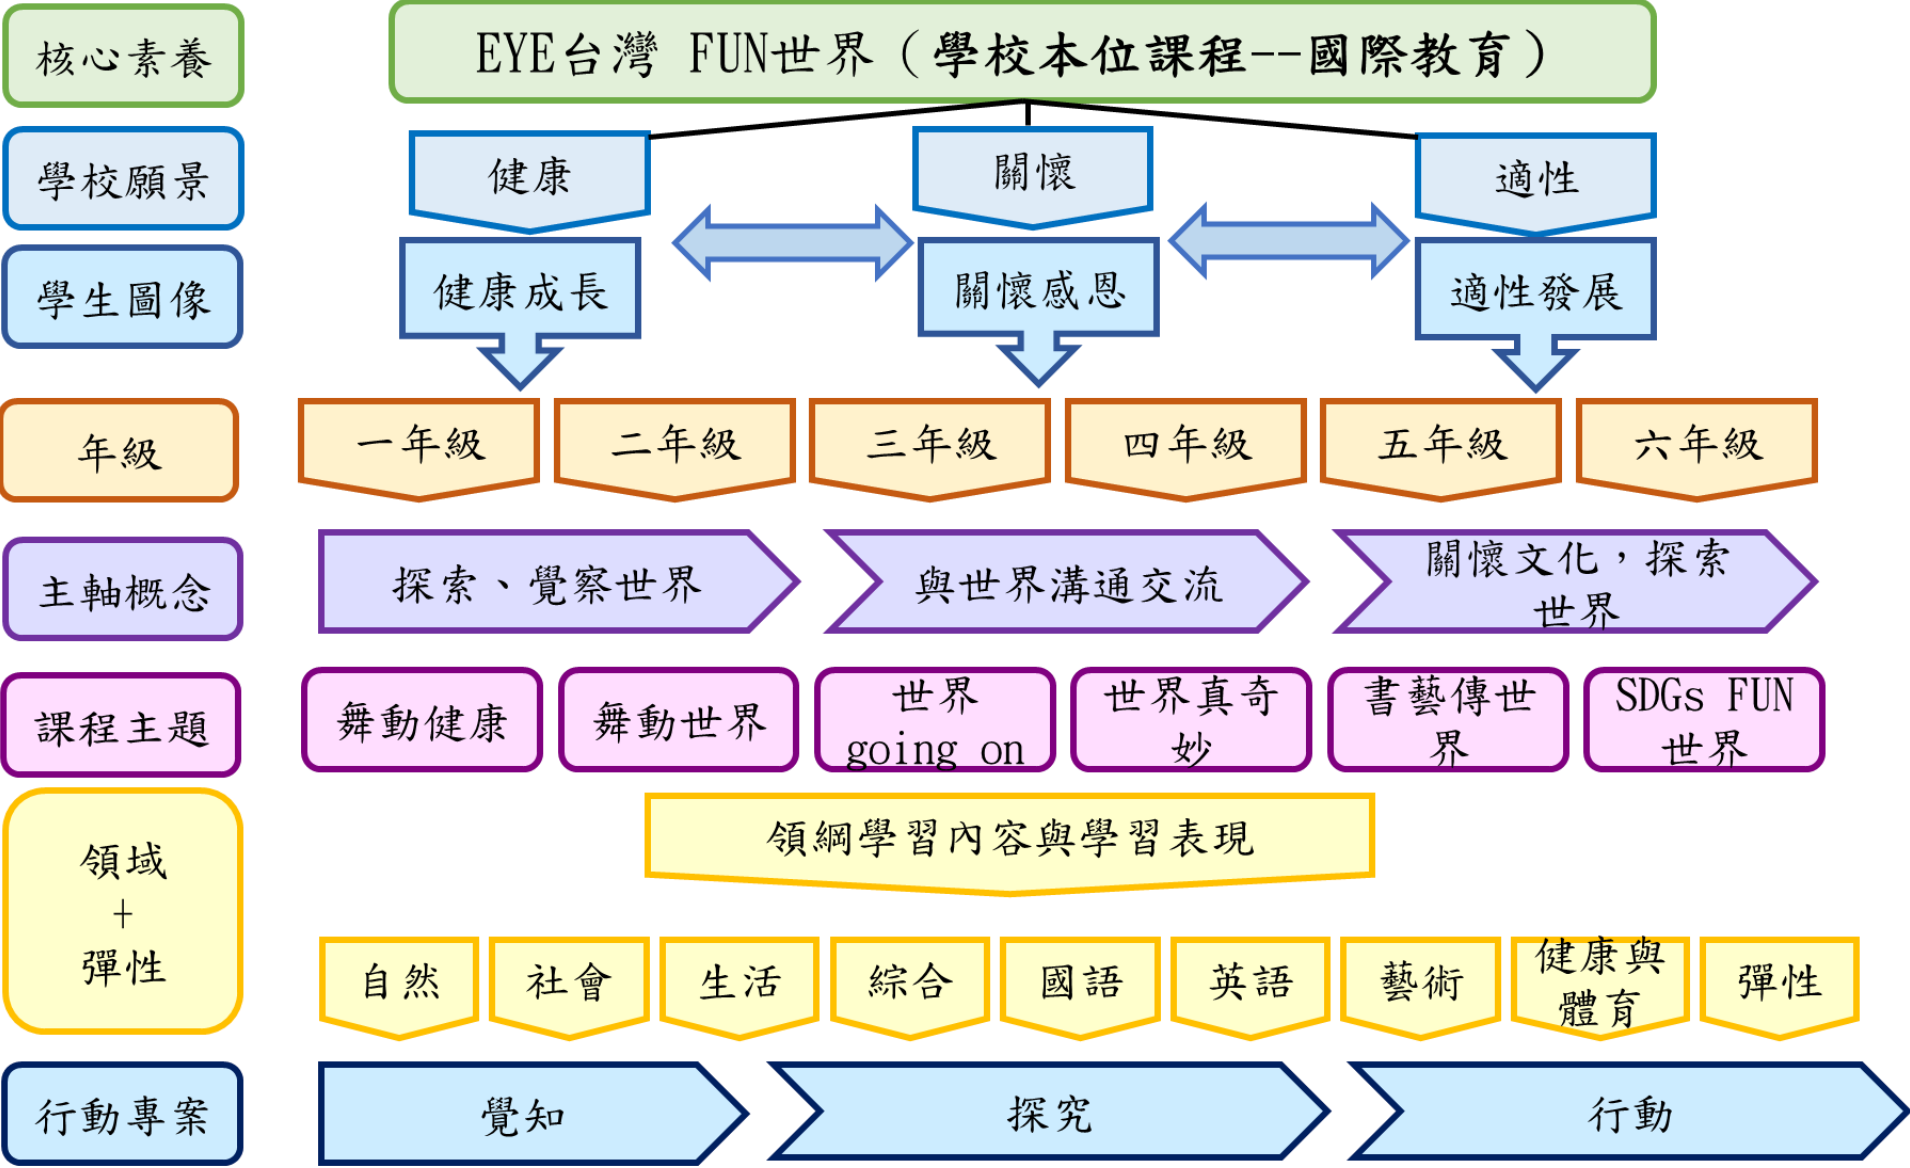 核心素養
EYE台灣 FUN世界（學校本位課程--國際教育）
學校願景
健康
關懷
適性
學生圖像
健康成長
關懷感恩
適性發展
年級
一年級
二年級
三年級
四年級
五年級
六年級
主軸概念
探索、覺察世界
與世界溝通交流
關懷文化，探索
世界
課程主題
舞動健康
舞動世界
世界
going on
世界真奇
妙
書藝傳世
界
SDGs FUN
世界
領域
+
彈性
領綱學習內容與學習表現
自然
社會
生活
綜合
國語
英語
藝術
健康與
體育
彈性
行動專案
覺知
探究
行動